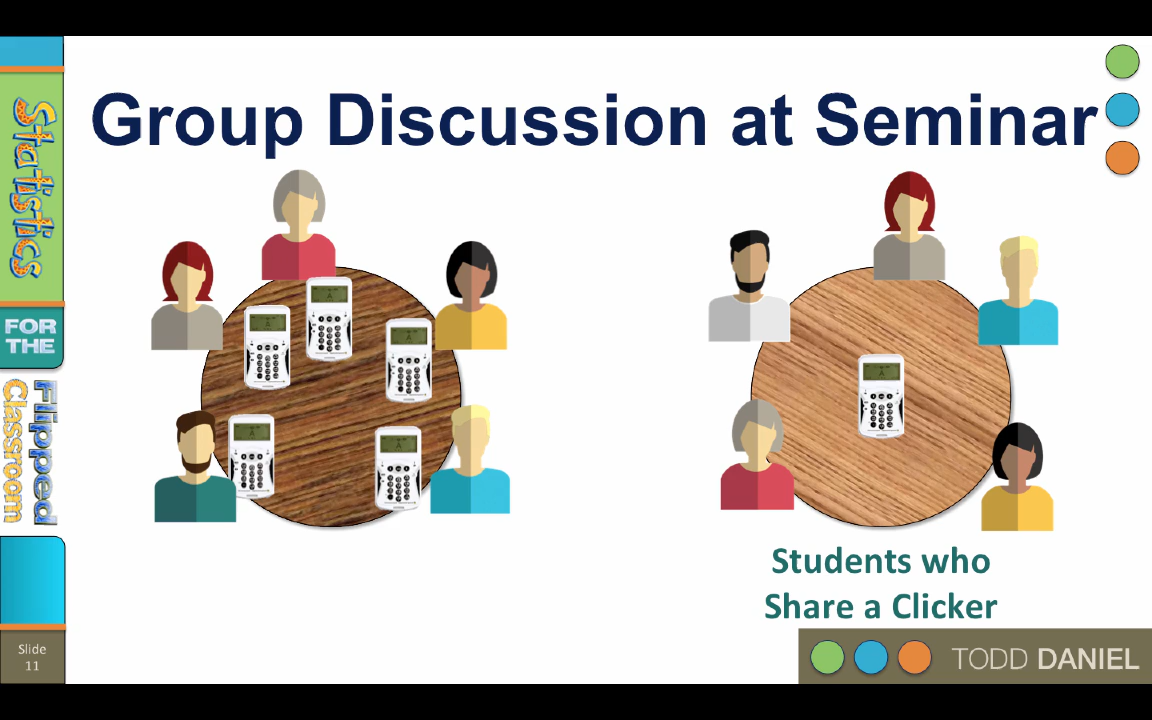 Group Discussion at Seminar
Statistics
FOR
THE
Flipped
Classroom
Students who
Share a Clicker
Slide
11
TODD DANIEL